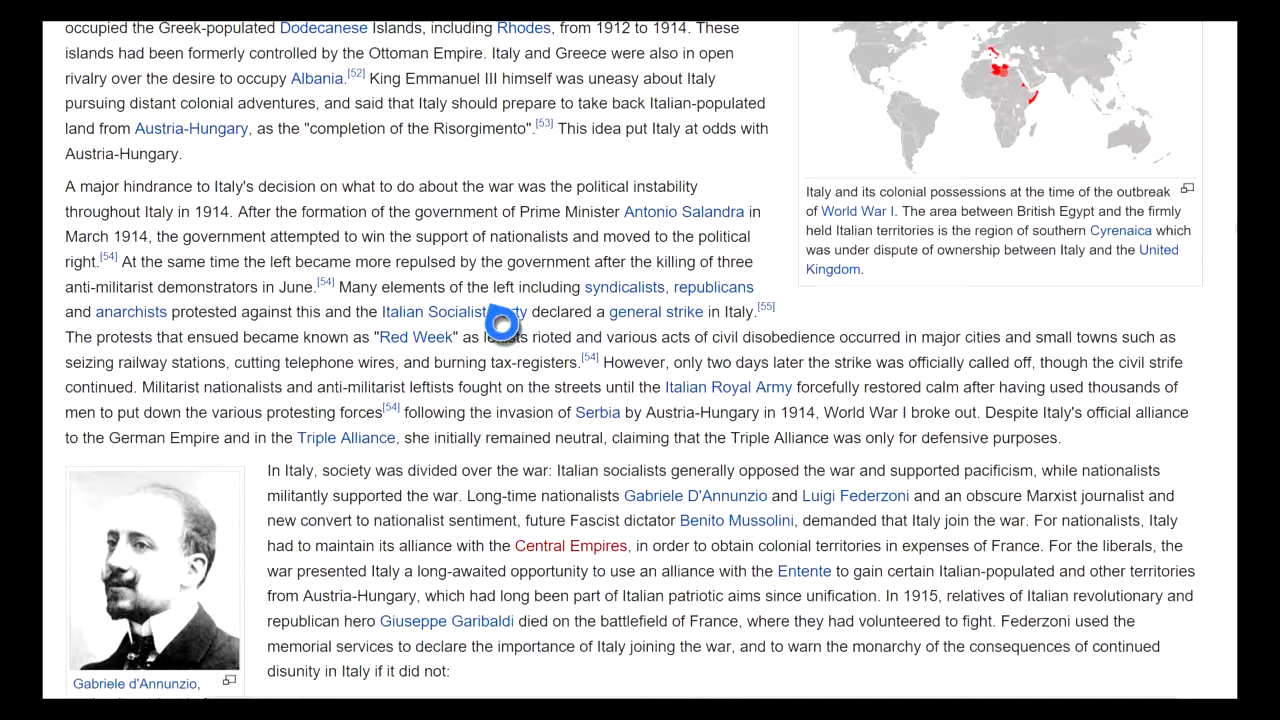 occupied the Greek-populated Dodecanese Islands, including Rhodes, from 1912 to 1914. These
islands had been formerly controlled by the Ottoman Empire. Italy and Greece were also in open
rivalry over the desire to occupy Albania.[52] King Emmanuel III himself was uneasy about Italy
pursuing distant colonial adventures, and said that Italy should prepare to take back Italian-populated
land from Austria-Hungary, as the "completion of the Risorgimento".[53] This idea put Italy at odds with
Austria-Hungary.
Italy and its colonial possessions at the time of the outbreak
of World War I. The area between British Egypt and the firmly
held Italian territories is the region of southern Cyrenaica which
was under dispute of ownership between Italy and the United
Kingdom.
A major hindrance to Italy's decision on what to do about the war was the political instability
throughout Italy in 1914. After the formation of the government of Prime Minister Antonio Salandra in
March 1914, the government attempted to win the support of nationalists and moved to the political
right.[54] At the same time the left became more repulsed by the government after the killing of three
anti-militarist demonstrators in June.[54] Many elements of the left including syndicalists, republicans
and anarchists protested against this and the Italian Socialist declared a general strike in Italy.[55]
The protests that ensued became known as "Red Week" as rioted and various acts of civil disobedience occurred in major cities and small towns such as
seizing railway stations, cutting telephone wires, and burning tax-registers.[54] However, only two days later the strike was officially called off, though the civil strife
continued. Militarist nationalists and anti-militarist leftists fought on the streets until the Italian Royal Army forcefully restored calm after having used thousands of
men to put down the various protesting forces[54] following the invasion of Serbia by Austria-Hungary in 1914, World War I broke out. Despite Italy's official alliance
to the German Empire and in the Triple Alliance, she initially remained neutral, claiming that the Triple Alliance was only for defensive purposes.
In Italy, society was divided over the war: Italian socialists generally opposed the war and supported pacificism, while nationalists
militantly supported the war. Long-time nationalists Gabriele D'Annunzio and Luigi Federzoni and an obscure Marxist journalist and
new convert to nationalist sentiment, future Fascist dictator Benito Mussolini, demanded that Italy join the war. For nationalists, Italy
had to maintain its alliance with the Central Empires, in order to obtain colonial territories in expenses of France. For the liberals, the
war presented Italy a long-awaited opportunity to use an alliance with the Entente to gain certain Italian-populated and other territories
from Austria-Hungary, which had long been part of Italian patriotic aims since unification. In 1915, relatives of Italian revolutionary and
republican hero Giuseppe Garibaldi died on the battlefield of France, where they had volunteered to fight. Federzoni used the
memorial services to declare the importance of Italy joining the war, and to warn the monarchy of the consequences of continued
disunity in Italy if it did not:
Gabriele d'Annunzio,